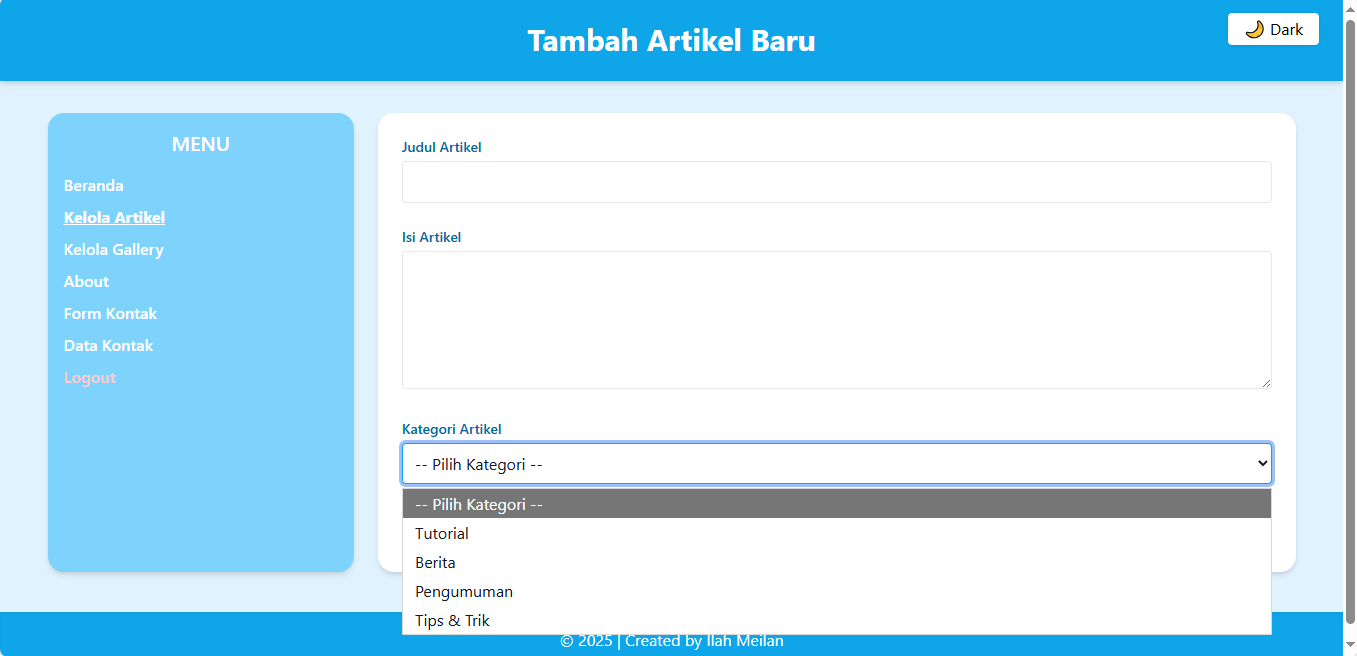 Tambah Artikel Baru
🌙 Dark
MENU
Beranda
Kelola Artikel
Kelola Gallery
About
Form Kontak
Data Kontak
Logout
Judul Artikel
Isi Artikel
Kategori Artikel
-- Pilih Kategori --
-- Pilih Kategori --
Tutorial
Berita
Pengumuman
Tips & Trik
© 2025 | Created by Ilah Meilan